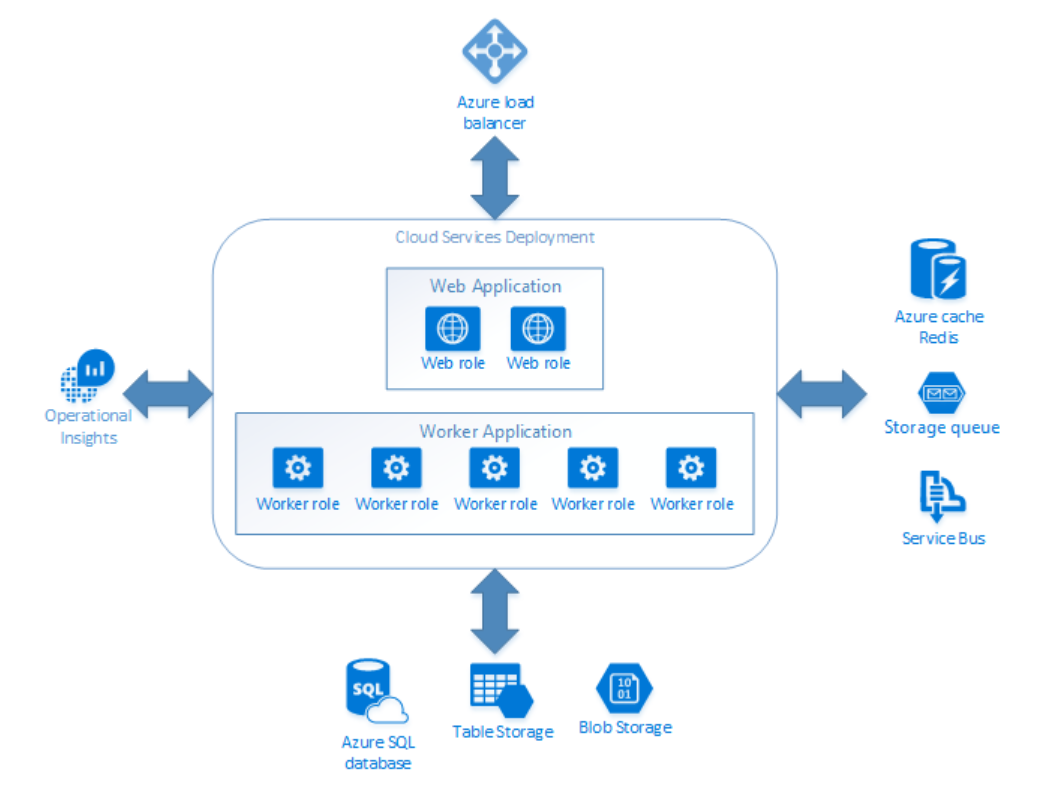 Azure load
balancer
Cloud Services Deployment
Web Application
Web role Web role
Azure cache
Redis
Operational
Insights
Storage queue
Worker Application
Worker role Worker role Worker role Worker role Worker role
Service Bus
SQL
10
01
Azure SQL
database
Table Storage
Blob Storage